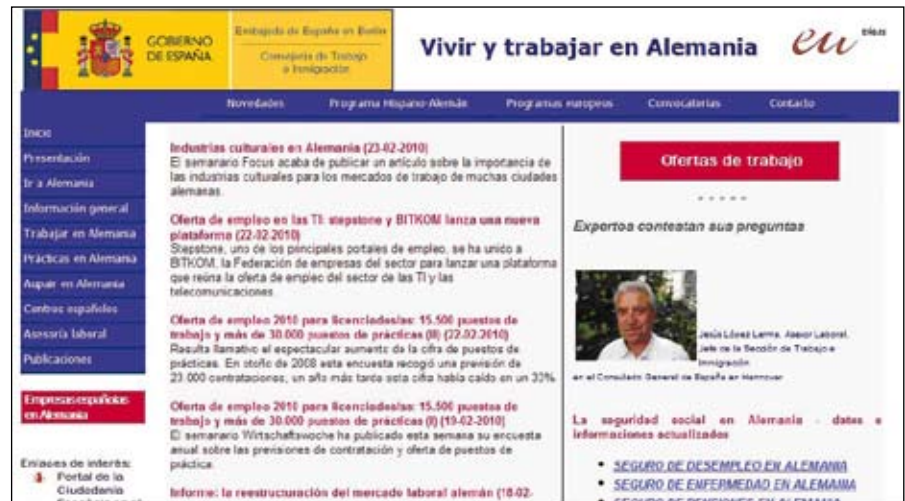 GOBIERNO
DE ESPAÑA
Embajada de España en Berlín
Consejería de Trabajo
e Inmigración
Vivir y trabajar en Alemania
eu
Novedades
Programa Hispano-Alemán
Programas europeos
Convocatorias
Contacto
Inicio
Presentación
Ir a Alemania
Información general
Trabajar en Alemania
Prácticas en Alemania
Aupair en Alemania
Centros españoles
Asesoría laboral
Publicaciones
Empresas españolas
en Alemania
Enlaces de interés:
Portal de la
Ciudadanía
Industrias culturales en Alemania (23-02-2010)
El semanario Focus acaba de publicar un artículo sobre la importancia de
las industrias culturales para los mercados de trabajo de muchas ciudades
alemanas.
Oferta de empleo en las TI: stepstone y BITKOM lanza una nueva
plataforma (22-02-2010)
Stepstone, uno de los principales portales de empleo, se ha unido a
BITKOM, la Federación de empresas del sector para lanzar una plataforma
que reúna la oferta de empleo del sector de las TI y las
telecomunicaciones.
Oferta de empleo 2010 para licenciados/as: 15.500 puestos de
trabajo y más de 30.000 puestos de prácticas (II) (22.02.2010)
Resulta llamativo el espectacular aumento de la cifra de puestos de
prácticas. En otoño de 2008 esta encuesta recogió una previsión de
23.000 contrataciones, un año más tarde esta cifra había caído en un 33%
Oferta de empleo 2010 para licenciados/as: 15.500 puestos de
trabajo y más de 30.000 puestos de prácticas (I) (19-02-2010)
El semanario Wirtschaftswoche ha publicado esta semana su encuesta
anual sobre las previsiones de contratación y oferta de puestos de
práctica.
Informe: la reestructuración del mercado laboral alemán (18-02-
Ofertas de trabajo
Expertos contestan sus preguntas
Jesús López Lerma, Asesor Laboral,
Jefe de la Sección de Trabajo e
Inmigración
en el Consulado General de España en Hannover
La seguridad social en Alemania - datos e
informaciones actualizados
SEGURO DE DESEMPLEO EN ALEMANIA
SEGURO DE ENFERMEDAD EN ALEMANIA
SEGURO DE PENSIONES EN ALEMANIA